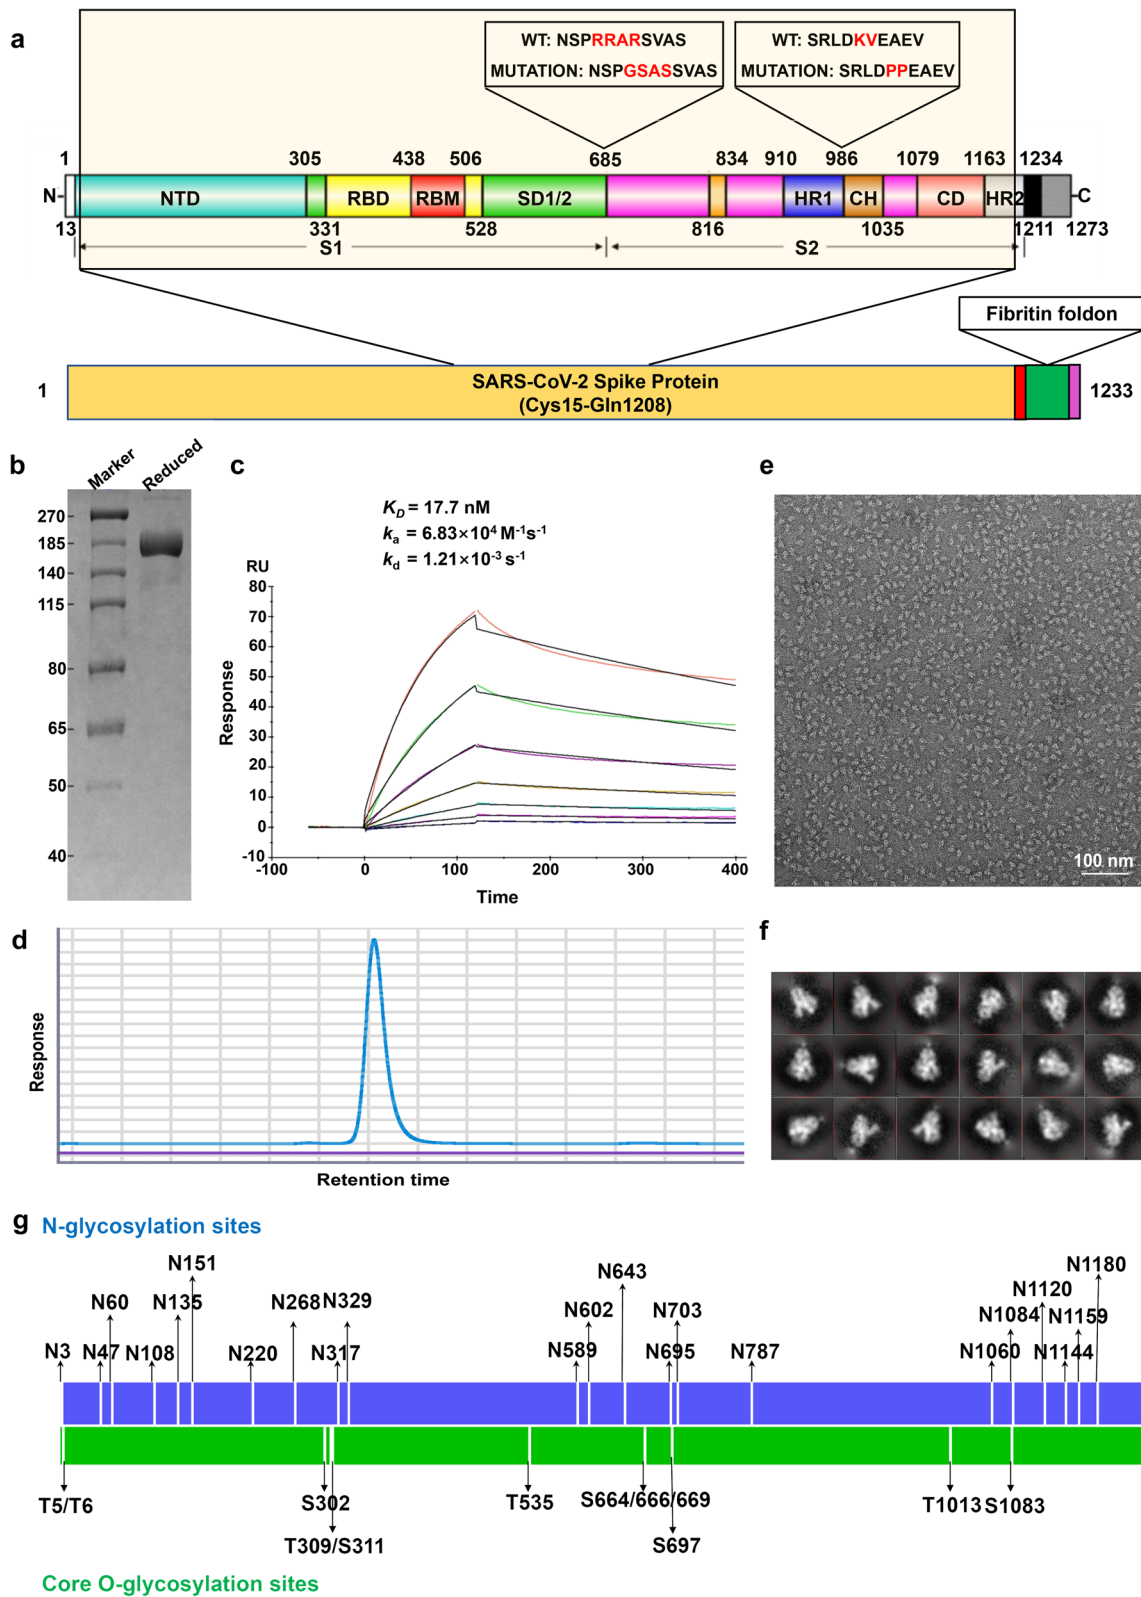 a
WT: NSPRRARSVAS
MUTATION: NSPGSASSVAS
WT: SRLDKVEAEV
MUTATION: SRLDPPEAEV
1 305 438 506 685 834 910 986 1079 1163 1234
N NTD RBD RBM SD1/2 HR1 CH CD HR2 C
13 331 528 816 1035 1211 1273
S1 S2
Fibritin foldon
1 SARS-CoV-2 Spike Protein 1233
(Cys15-Gln1208)
b
Marker Reduced
270
185
140
115
80
65
50
40
c
K_D = 17.7 nM
k_a = 6.83×10⁴ M⁻¹s⁻¹
k_d = 1.21×10⁻³ s⁻¹
RU
80
70
60
50
40
30
20
10
0
-10
Response
-100 0 100 200 300 400
Time
e
100 nm
d
Response
Retention time
f
g N-glycosylation sites
N151 N643 N1180
N60 N135 N268 N329 N602 N703 N1120
N1084 N1159
N3 N47 N108 N220 N317 N589 N695 N787 N1060 N1144
T5/T6 S302 T535 S664/666/669 T1013 S1083
T309/S311 S697
Core O-glycosylation sites